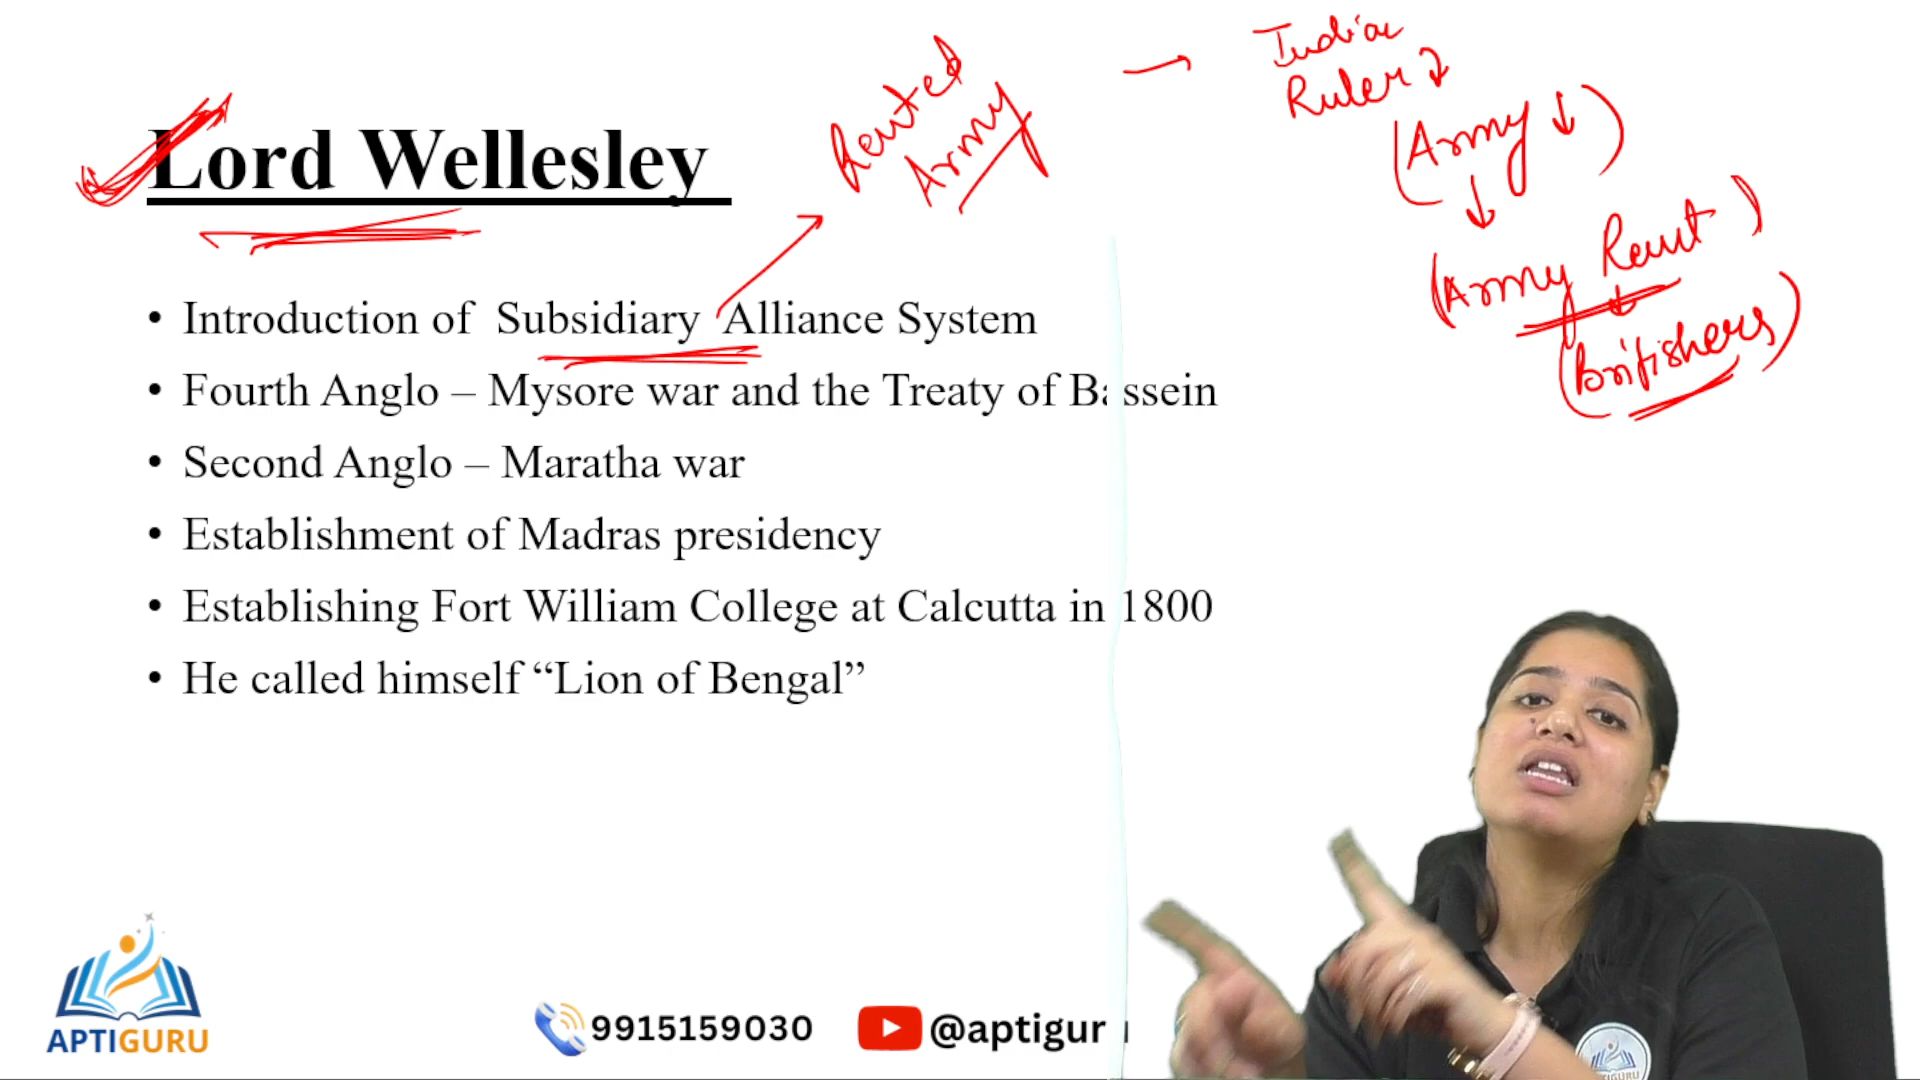 Lord Wellesley
Rented
Army
→ Indian
Ruler
(Army ↓)
↓
(Army Rent)
↓
(Britishers)
• Introduction of Subsidiary Alliance System
• Fourth Anglo – Mysore war and the Treaty of Bassein
• Second Anglo – Maratha war
• Establishment of Madras presidency
• Establishing Fort William College at Calcutta in 1800
• He called himself “Lion of Bengal”
APTIGURU
9915159030
@aptigur